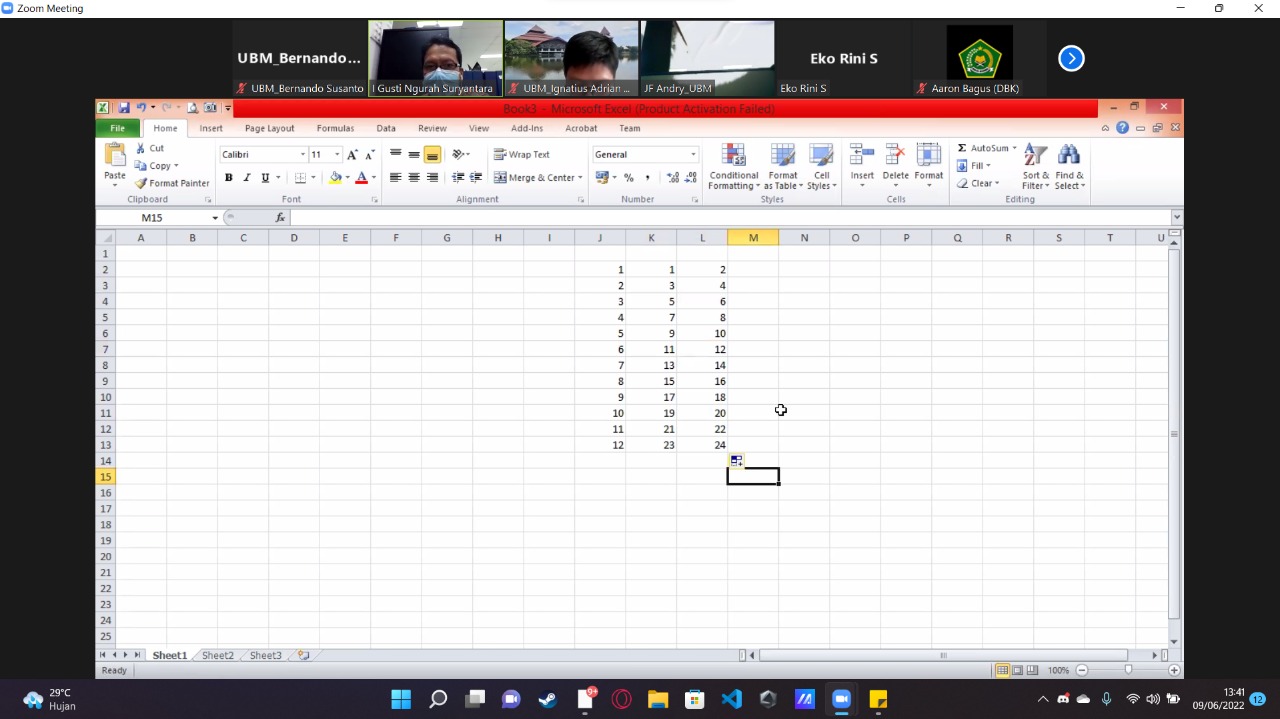 Zoom Meeting
UBM_Bernando...
Eko Rini S
UBM_Bernando Susanto
I Gusti Ngurah Suryantara
UBM_Ignatius Adrian ...
JF Andry_UBM
Eko Rini S
Aaron Bagus (DBK)
Book3 - Microsoft Excel (Product Activation Failed)
File Home Insert Page Layout Formulas Data Review View Add-Ins Acrobat Team
Paste
Cut
Copy
Format Painter
Clipboard
Calibri 11
B I U
Font
Wrap Text
Merge & Center
Alignment
General
Number
Conditional Formatting
Format as Table
Cell Styles
Styles
Insert Delete Format
Cells
AutoSum
Fill
Clear
Sort & Filter
Find & Select
Editing
M15 fx
A B C D E F G H I J K L M N O P Q R S T U
1
2 1 1 2
3 2 3 4
4 3 5 6
5 4 7 8
6 5 9 10
7 6 11 12
8 7 13 14
9 8 15 16
10 9 17 18
11 10 19 20
12 11 21 22
13 12 23 24
14
15
16
17
18
19
20
21
22
23
24
25
Sheet1 Sheet2 Sheet3
Ready 100%
29°C
Hujan
9+
13:41
09/06/2022
12